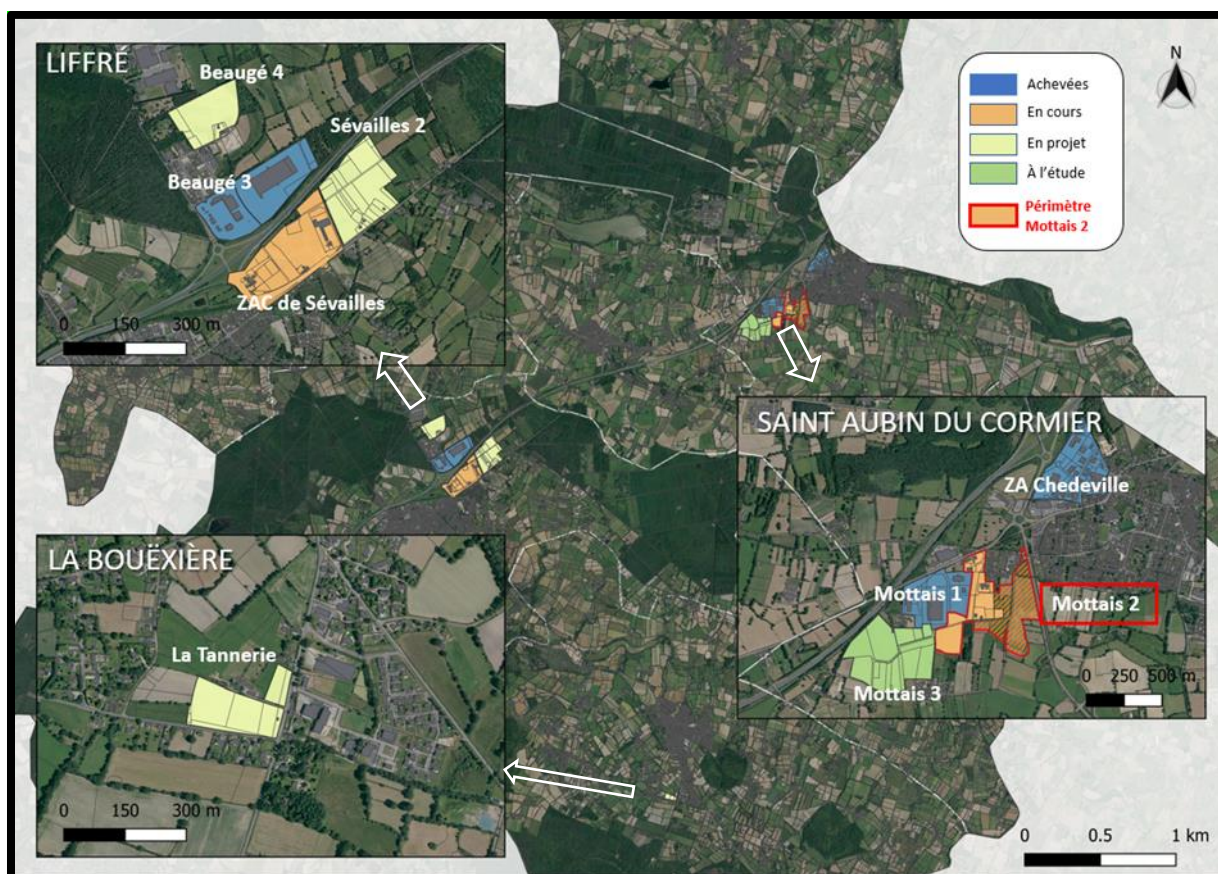 LIFFRÉ
Beaugé 4
Sévailles 2
Beaugé 3
ZAC de Sévailles
0 150 300 m
N
Achevées
En cours
En projet
À l'étude
Périmètre
Mottais 2
SAINT AUBIN DU CORMIER
ZA Chedeville
Mottais 1
Mottais 2
Mottais 3
0 250 500 m
LA BOUËXIÈRE
La Tannerie
0 150 300 m
0 0.5 1 km